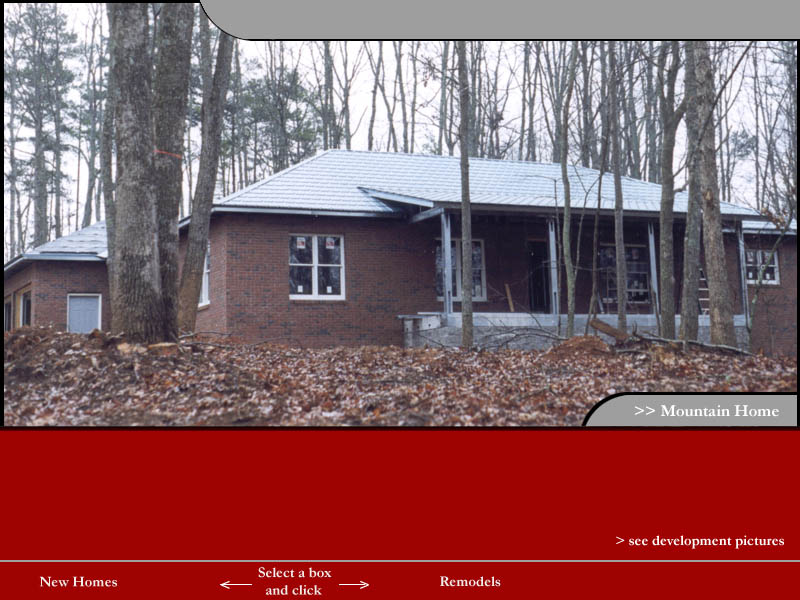 >> Mountain Home
> see development pictures
New Homes
Select a box
and click
Remodels